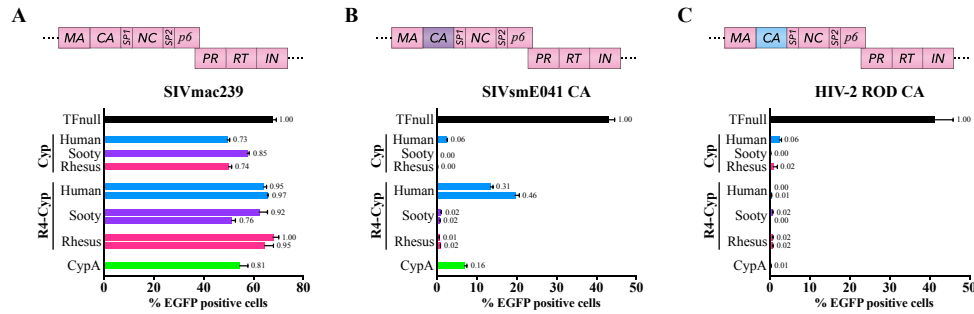 A
MA CA SP1 NC SP2 p6
PR RT IN
SIVmac239
TFnull 1.00
Cyp
Human 0.73
Sooty 0.85
Rhesus 0.74
R4-Cyp
Human 0.95
0.97
Sooty 0.92
0.76
Rhesus 1.00
0.95
CypA 0.81
0 20 40 60 80
% EGFP positive cells
B
MA CA SP1 NC SP2 p6
PR RT IN
SIVsmE041 CA
TFnull 1.00
Cyp
Human 0.06
Sooty 0.00
Rhesus 0.00
R4-Cyp
Human 0.31
0.46
Sooty 0.02
0.02
Rhesus 0.01
0.02
CypA 0.16
0 10 20 30 40 50
% EGFP positive cells
C
MA CA SP1 NC SP2 p6
PR RT IN
HIV-2 ROD CA
TFnull 1.00
Cyp
Human 0.06
Sooty 0.00
Rhesus 0.02
R4-Cyp
Human 0.00
0.01
Sooty 0.02
0.00
Rhesus 0.02
0.02
CypA 0.01
0 10 20 30 40 50
% EGFP positive cells